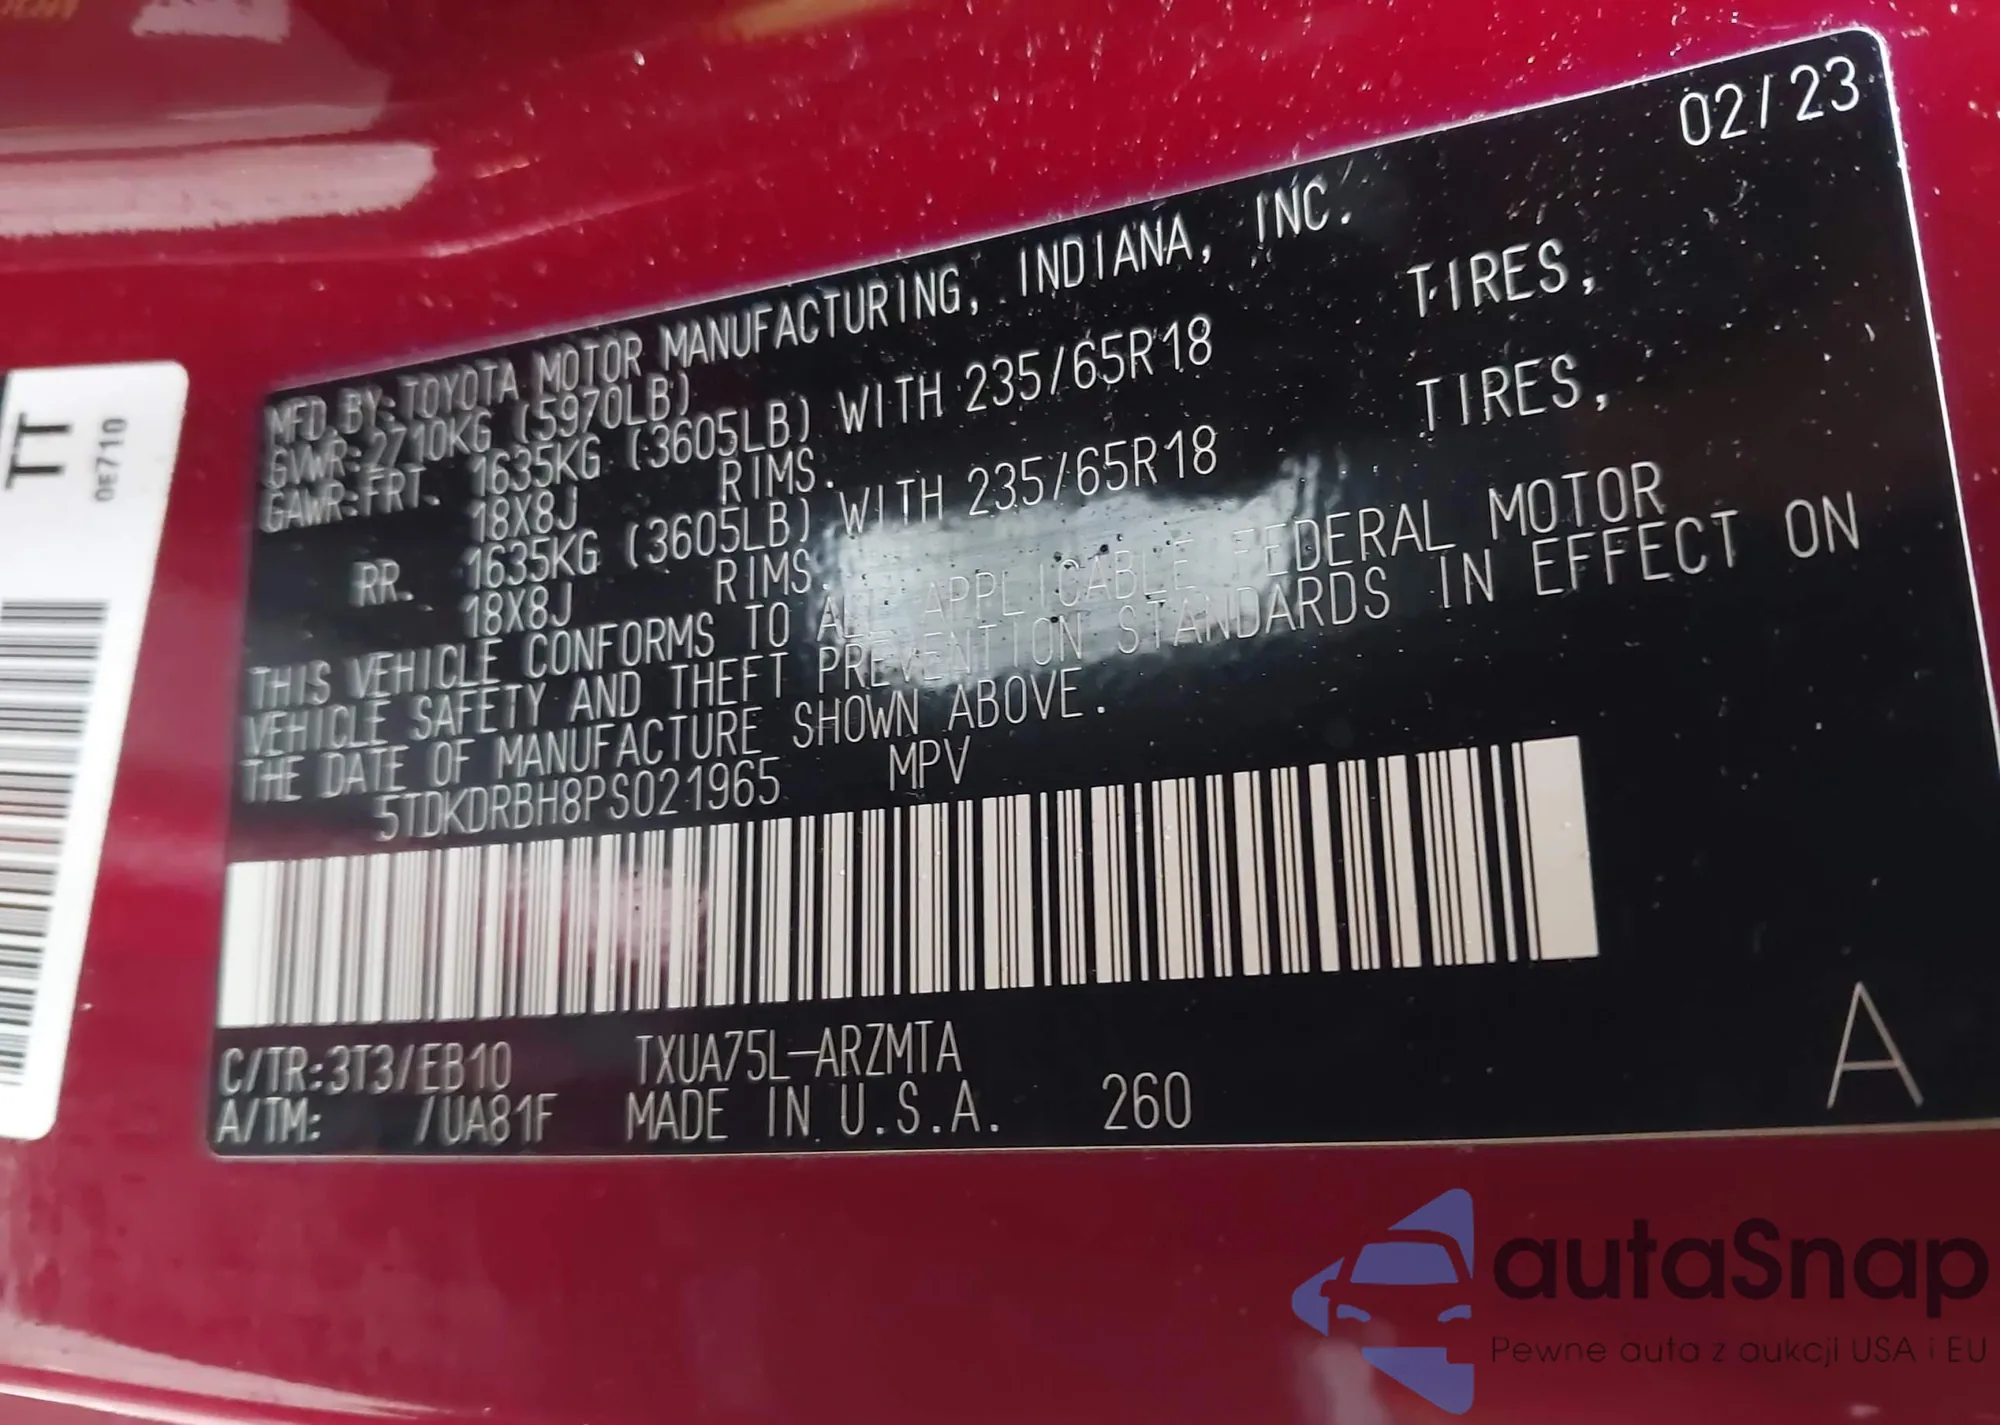 02/23
MFD. BY: TOYOTA MOTOR MANUFACTURING, INDIANA, INC.
GVWR: 2710KG (5970LB)
GAWR: FRT. 1635KG (3605LB) WITH 235/65R18 TIRES,
18X8J RIMS.
RR. 1635KG (3605LB) WITH 235/65R18 TIRES,
18X8J RIMS.
THIS VEHICLE CONFORMS TO ALL APPLICABLE FEDERAL MOTOR
VEHICLE SAFETY AND THEFT PREVENTION STANDARDS IN EFFECT ON
THE DATE OF MANUFACTURE SHOWN ABOVE.
5TDKDRBH8PS021965 MPV
C/TR: 3T3/EB10 TXUA75L-ARZMTA
A/TM: /UA81F MADE IN U.S.A. 260
A
TT
0E710
autaSnap
Pewne auta z aukcji USA i EU